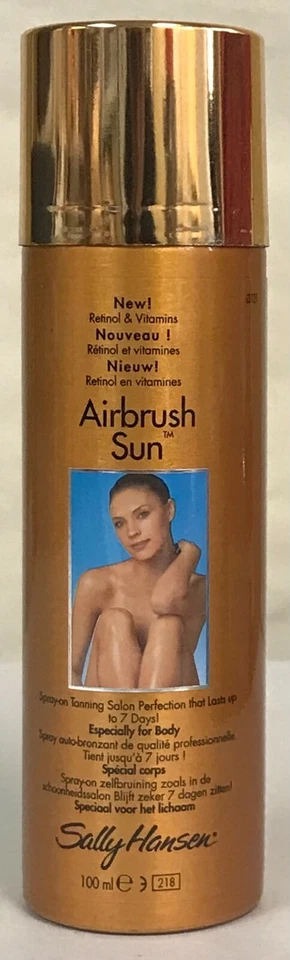 New!
Retinol & Vitamins
Nouveau !
Rétinol et vitamines
Nieuw!
Retinol en vitamines
Airbrush
Sun™
Spray-on Tanning Salon Perfection that Lasts up
to 7 Days!
Especially for Body
Spray auto-bronzant de qualité professionnelle.
Tient jusqu'à 7 jours !
Spécial corps
Spray-on zelfbruining zoals in de
schoonheidssalon Blijft zeker 7 dagen zitten!
Speciaal voor het lichaam
Sally Hansen®
100 ml ℮ 218